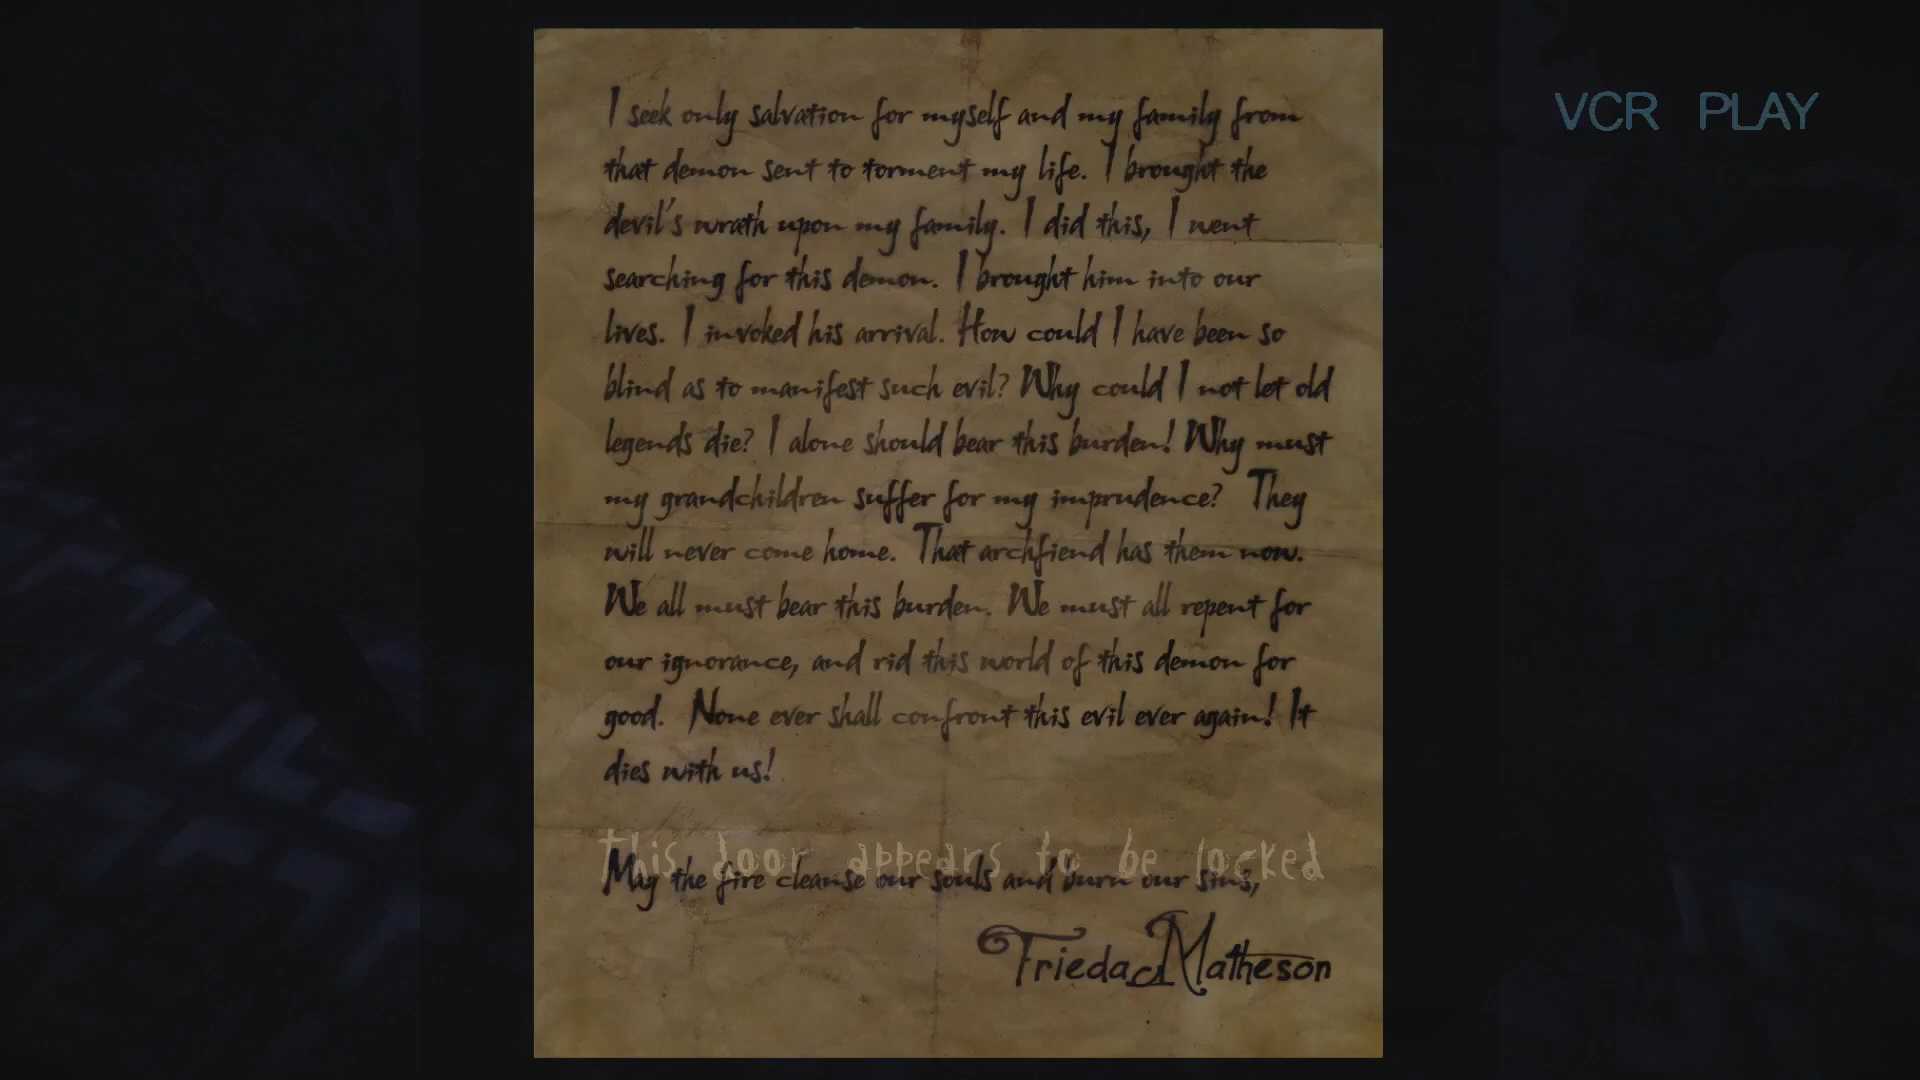 VCR PLAY
I seek only salvation for myself and my family from
that demon sent to torment my life. I brought the
devil's wrath upon my family. I did this, I went
searching for this demon. I brought him into our
lives. I invoked his arrival. How could I have been so
blind as to manifest such evil? Why could I not let old
legends die? I alone should bear this burden! Why must
my grandchildren suffer for my imprudence? They
will never come home. That archfiend has them now.
We all must bear this burden. We must all repent for
our ignorance, and rid this world of this demon for
good. None ever shall confront this evil ever again! It
dies with us!
This door appears to be locked
May the fire cleanse our souls and burn our sins,
Frieda Matheson